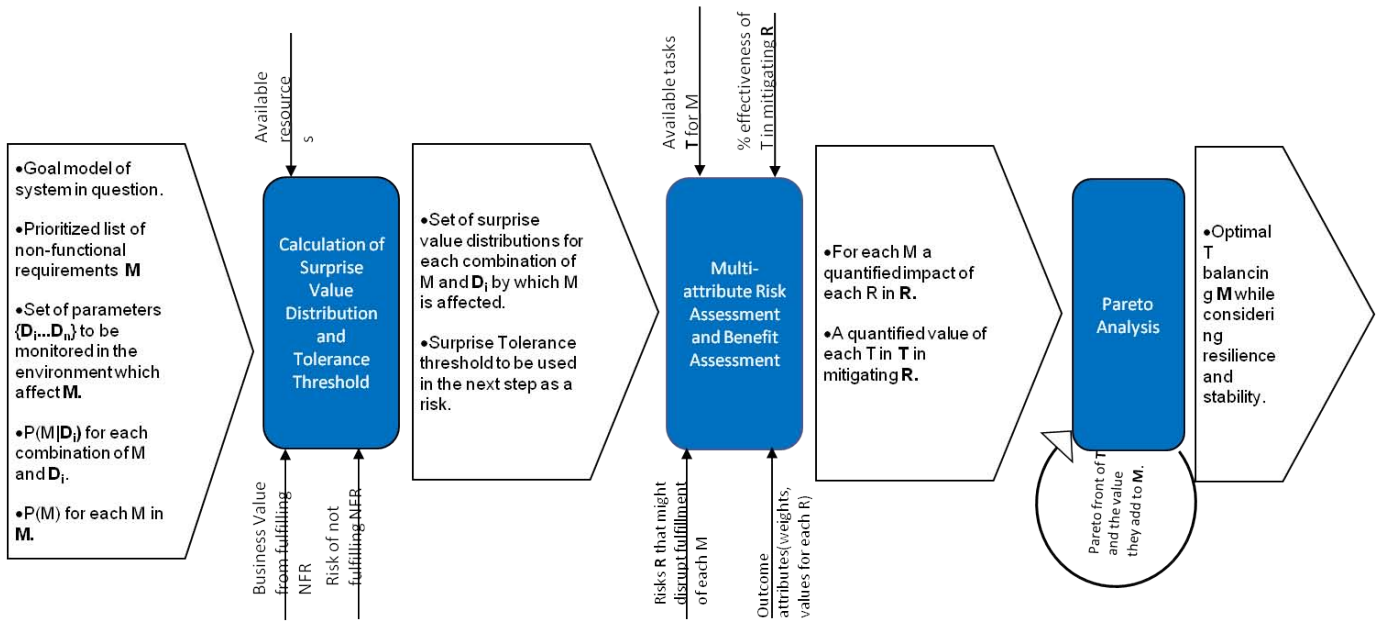 Available
resource
s
Available tasks
T for M
% effectiveness of
T in mitigating R
•Goal model of
system in question.
•Prioritized list of
non-functional
requirements M
•Set of parameters
{Di...Dn} to be
monitored in the
environment which
affect M.
•P(M|Di) for each
combination of M
and Di.
•P(M) for each M in
M.
Calculation of
Surprise
Value
Distribution
and
Tolerance
Threshold
Business Value
from fulfilling
NFR
Risk of not
fulfilling NFR
•Set of surprise
value distributions for
each combination of
M and Di by which M
is affected.
•Surprise Tolerance
threshold to be used
in the next step as a
risk.
Multi-
attribute Risk
Assessment
and Benefit
Assessment
Risks R that might
disrupt fulfillment
of each M
Outcome
attributes(weights,
values for each R)
•For each M a
quantified impact of
each R in R.
•A quantified value of
each T in T in
mitigating R.
Pareto
Analysis
Pareto front of T
and the value
they add to M.
•Optimal
T
balancin
g M while
consideri
ng
resilience
and
stability.